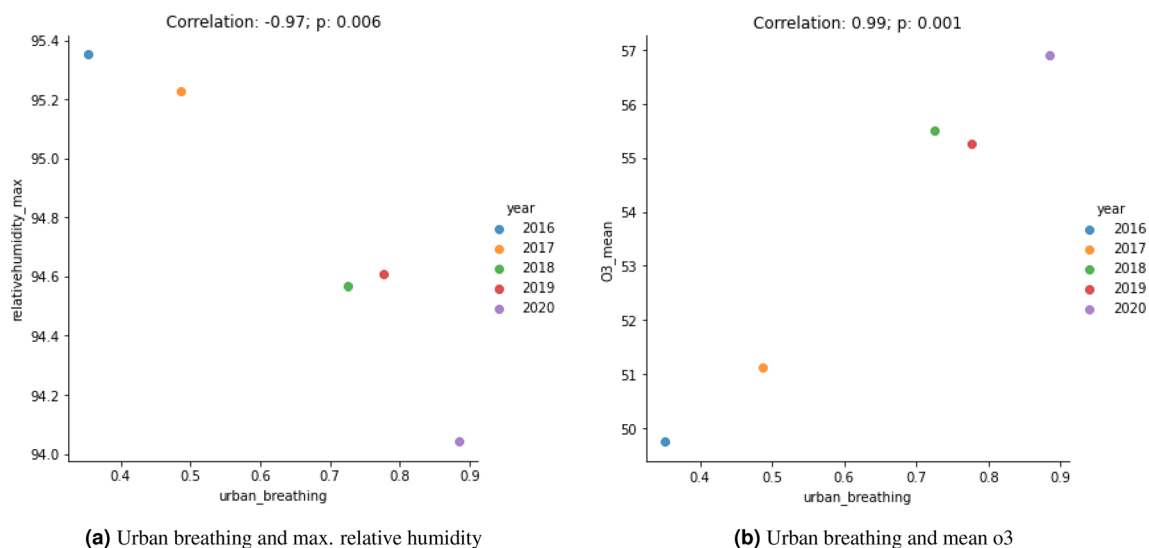 Correlation: -0.97; p: 0.006
95.4
95.2
95.0
94.8
94.6
94.4
94.2
94.0
relativehumidity_max
0.4 0.5 0.6 0.7 0.8 0.9
urban_breathing
year
2016
2017
2018
2019
2020
(a) Urban breathing and max. relative humidity
Correlation: 0.99; p: 0.001
57
56
55
54
53
52
51
50
O3_mean
0.4 0.5 0.6 0.7 0.8 0.9
urban_breathing
year
2016
2017
2018
2019
2020
(b) Urban breathing and mean o3